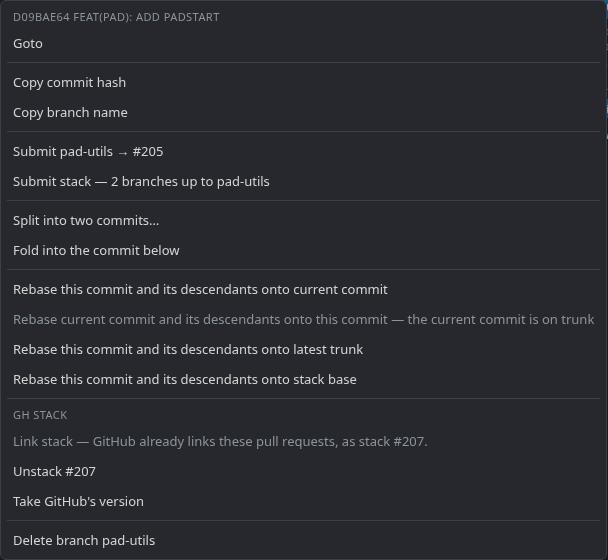 D09BAE64 FEAT(PAD): ADD PADSTART
Goto
Copy commit hash
Copy branch name
Submit pad-utils → #205
Submit stack — 2 branches up to pad-utils
Split into two commits…
Fold into the commit below
Rebase this commit and its descendants onto current commit
Rebase current commit and its descendants onto this commit — the current commit is on trunk
Rebase this commit and its descendants onto latest trunk
Rebase this commit and its descendants onto stack base
GH STACK
Link stack — GitHub already links these pull requests, as stack #207.
Unstack #207
Take GitHub's version
Delete branch pad-utils